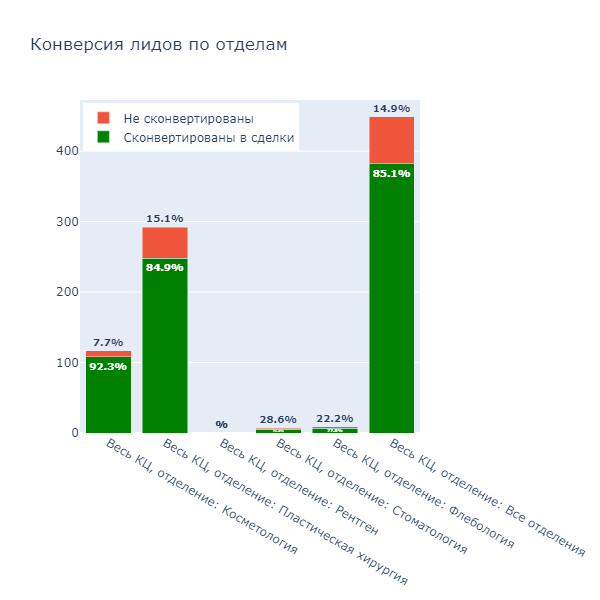 Конверсия лидов по отделам
Не сконвертированы
Сконвертированы в сделки
14.9%
85.1%
15.1%
84.9%
7.7%
92.3%
%
28.6%
22.2%
77.8%
400
300
200
100
0
Весь КЦ, отделение: Косметология
Весь КЦ, отделение: Пластическая хирургия
Весь КЦ, отделение: Рентген
Весь КЦ, отделение: Стоматология
Весь КЦ, отделение: Флебология
Весь КЦ, отделение: Все отделения